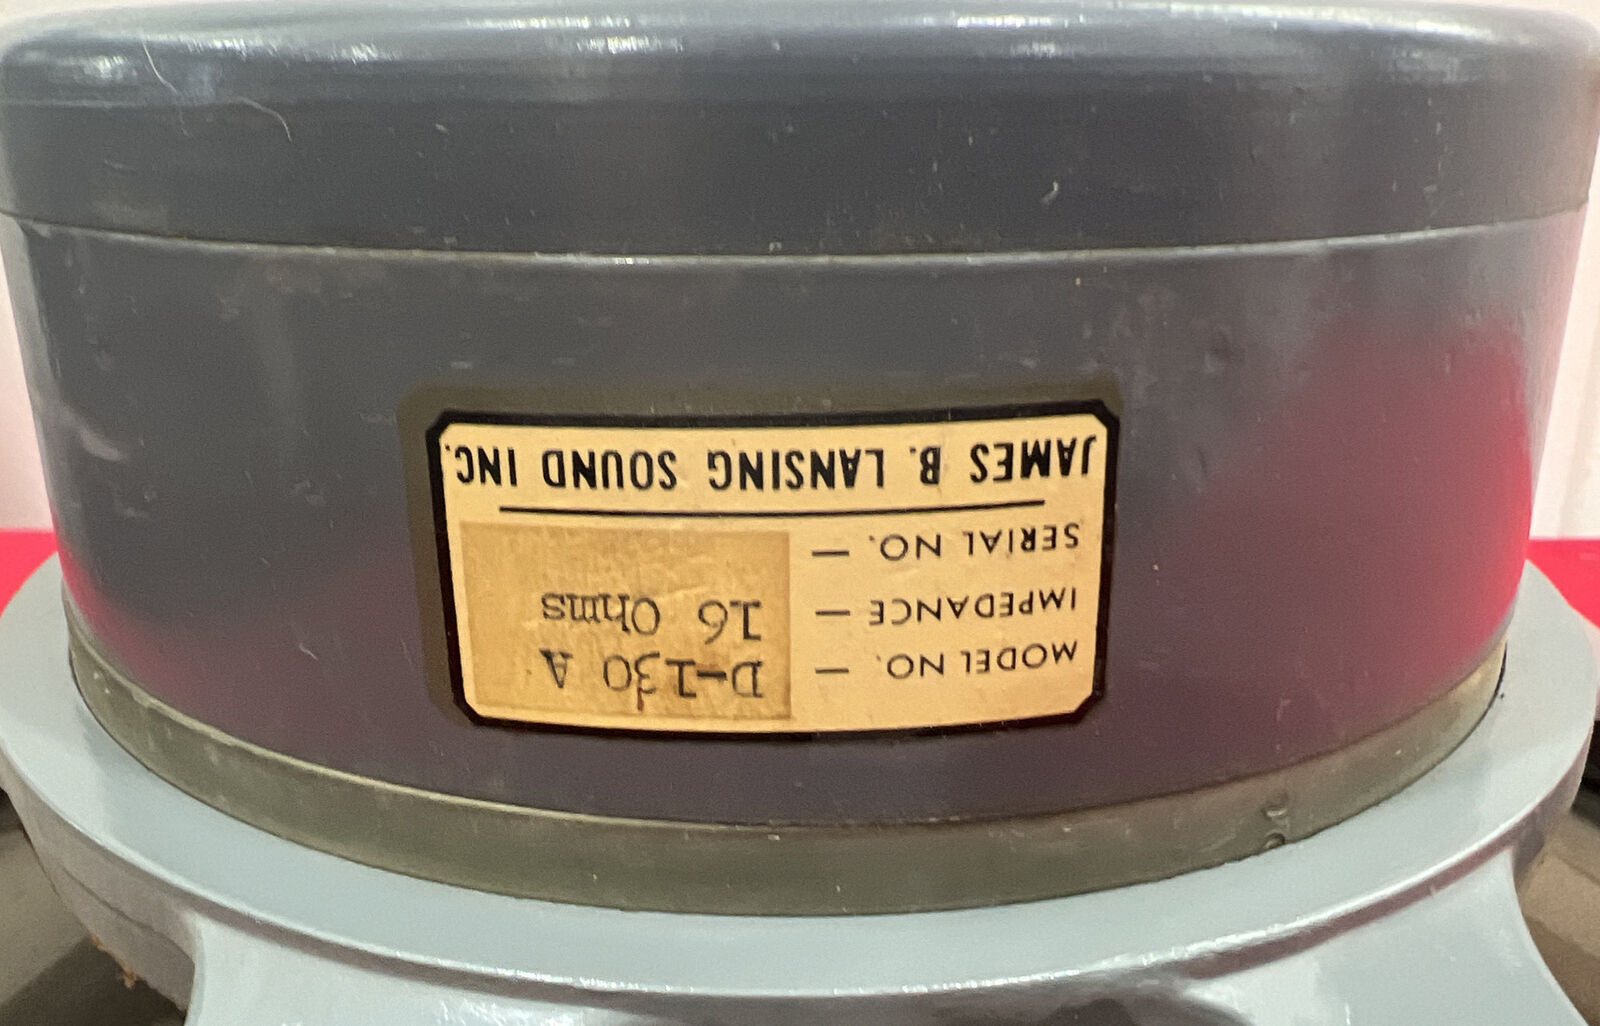 JAMES B. LANSING SOUND INC.
SERIAL NO. —
IMPEDANCE — 16 Ohms
MODEL NO. — D-130 A